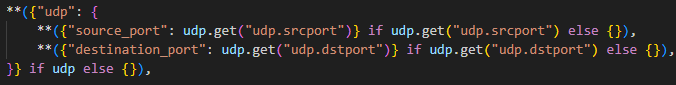 **({"udp": {
    **({"source_port": udp.get("udp.srcport")} if udp.get("udp.srcport") else {}),
    **({"destination_port": udp.get("udp.dstport")} if udp.get("udp.dstport") else {}),
}} if udp else {}),